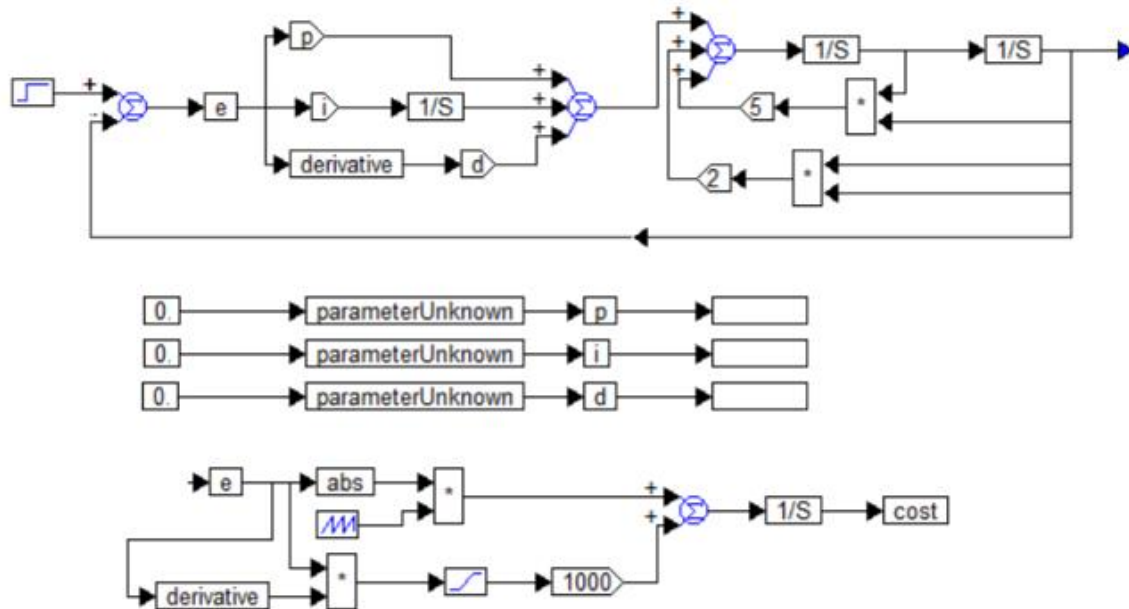 +
p
+
+
1/S
1/S
+
+
+
Σ
Σ
e
i
1/S
+
Σ
5
*
-
+
derivative
d
2
*
0.
parameterUnknown
p
0.
parameterUnknown
i
0.
parameterUnknown
d
e
abs
*
+
Σ
1/S
cost
+
derivative
*
1000